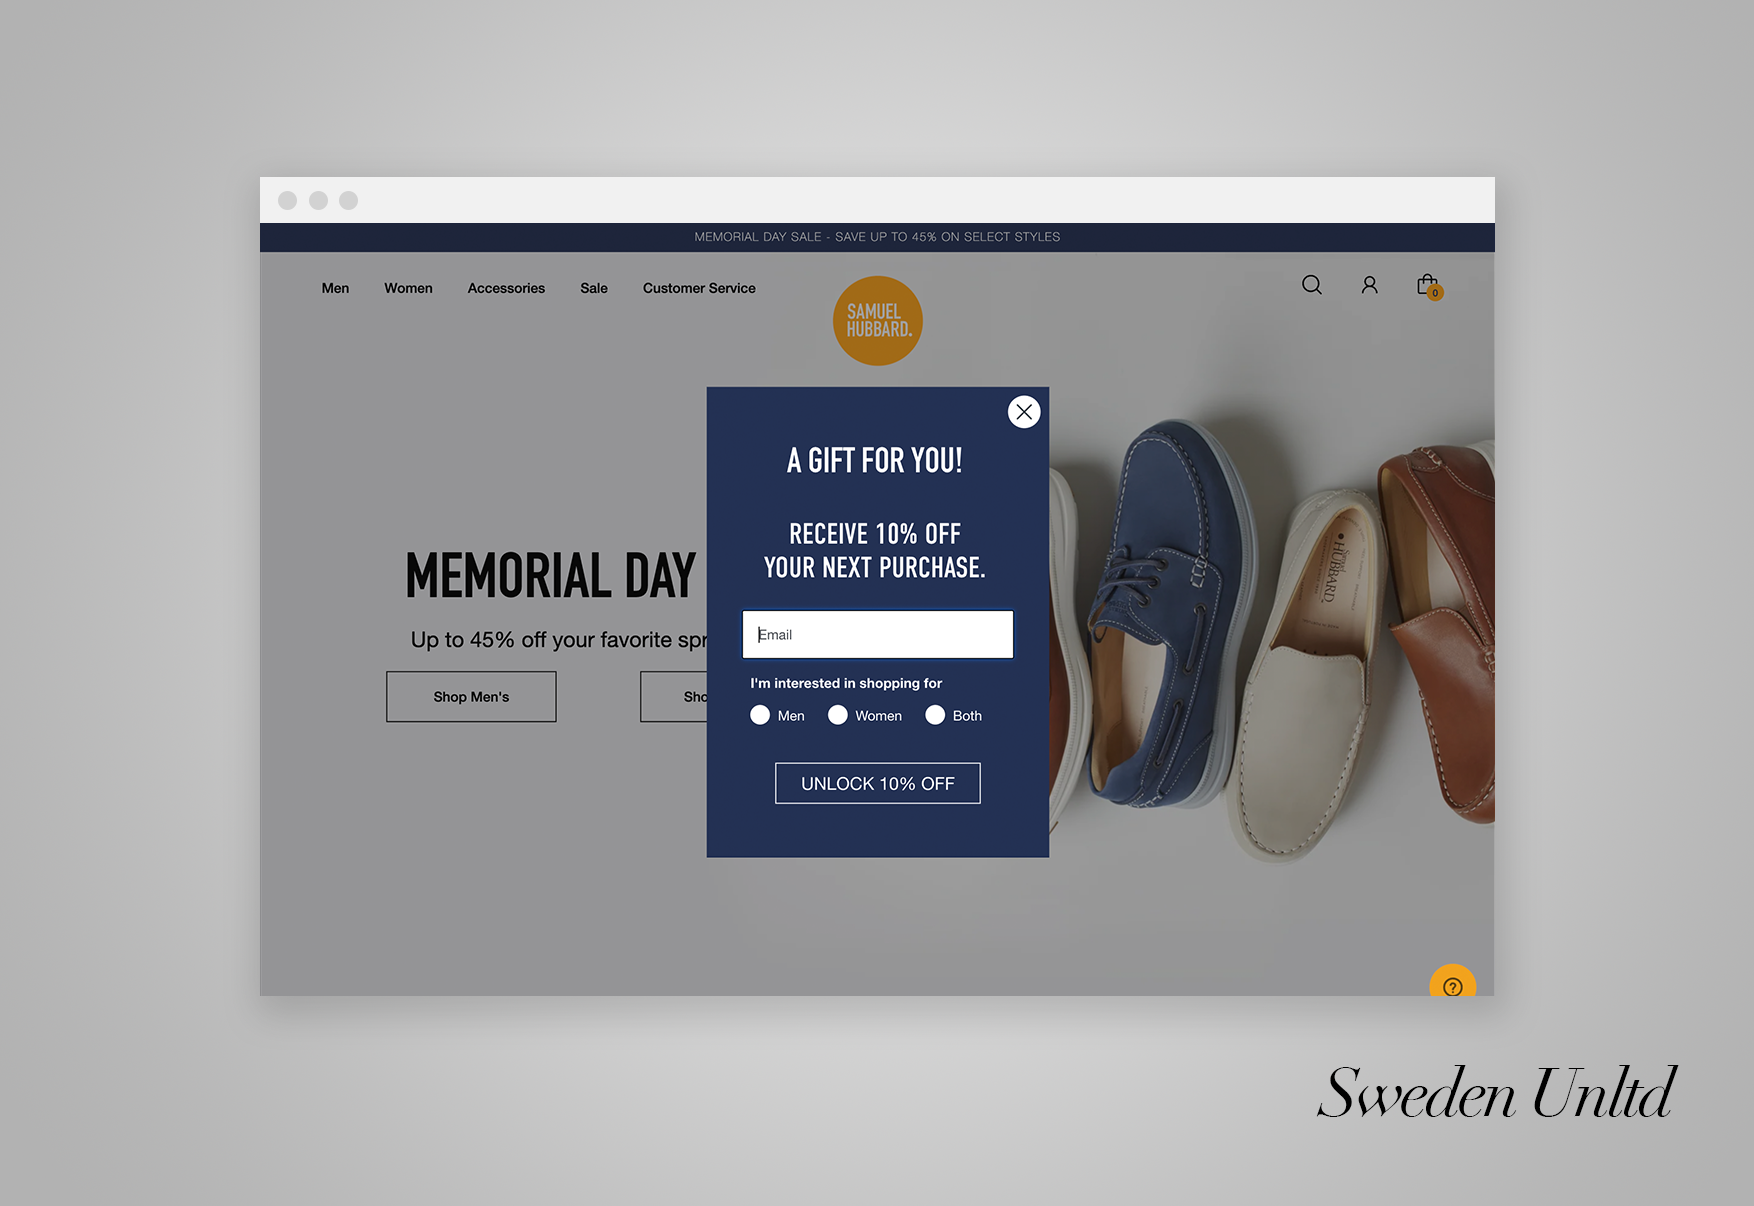 MEMORIAL DAY SALE - SAVE UP TO 45% ON SELECT STYLES
Men Women Accessories Sale Customer Service
SAMUEL
HUBBARD.
0
A GIFT FOR YOU!
RECEIVE 10% OFF
YOUR NEXT PURCHASE.
Email
I'm interested in shopping for
Men Women Both
UNLOCK 10% OFF
MEMORIAL DAY
Up to 45% off your favorite spr
Shop Men's
Sho
Samuel
HUBBARD.
?
Sweden Unltd